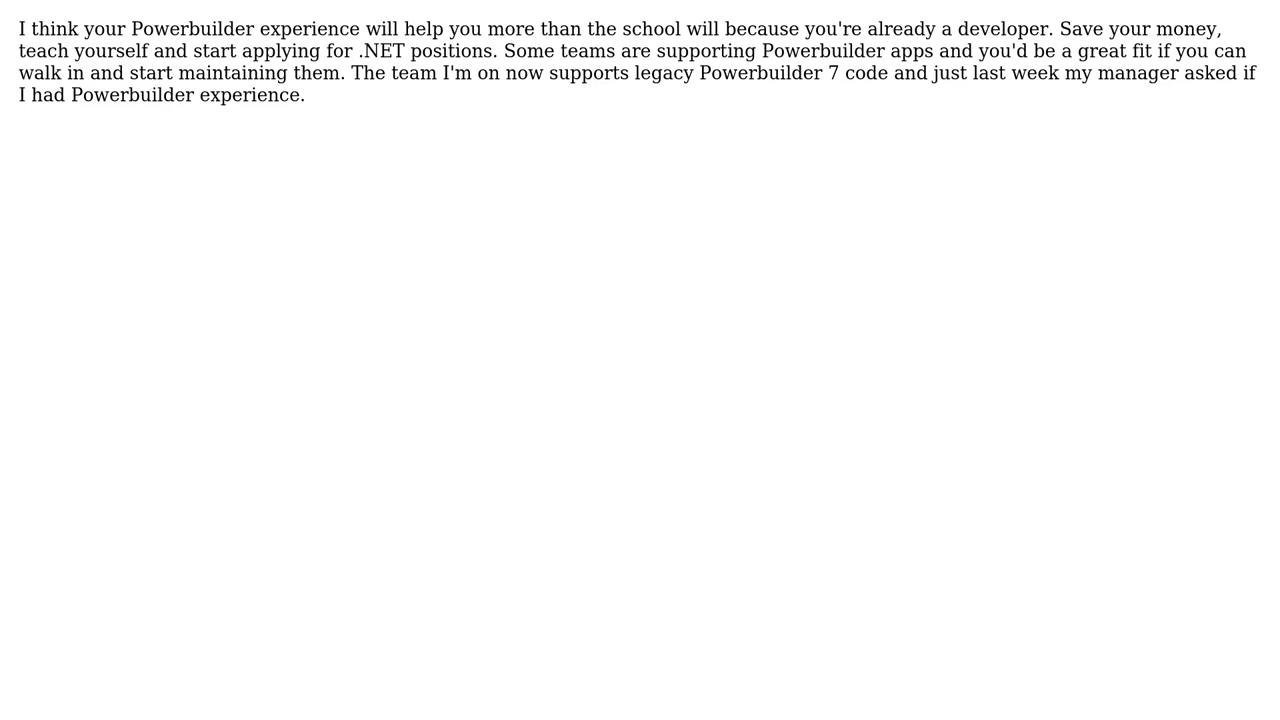 I think your Powerbuilder experience will help you more than the school will because you're already a developer. Save your money,
teach yourself and start applying for .NET positions. Some teams are supporting Powerbuilder apps and you'd be a great fit if you can
walk in and start maintaining them. The team I'm on now supports legacy Powerbuilder 7 code and just last week my manager asked if
I had Powerbuilder experience.